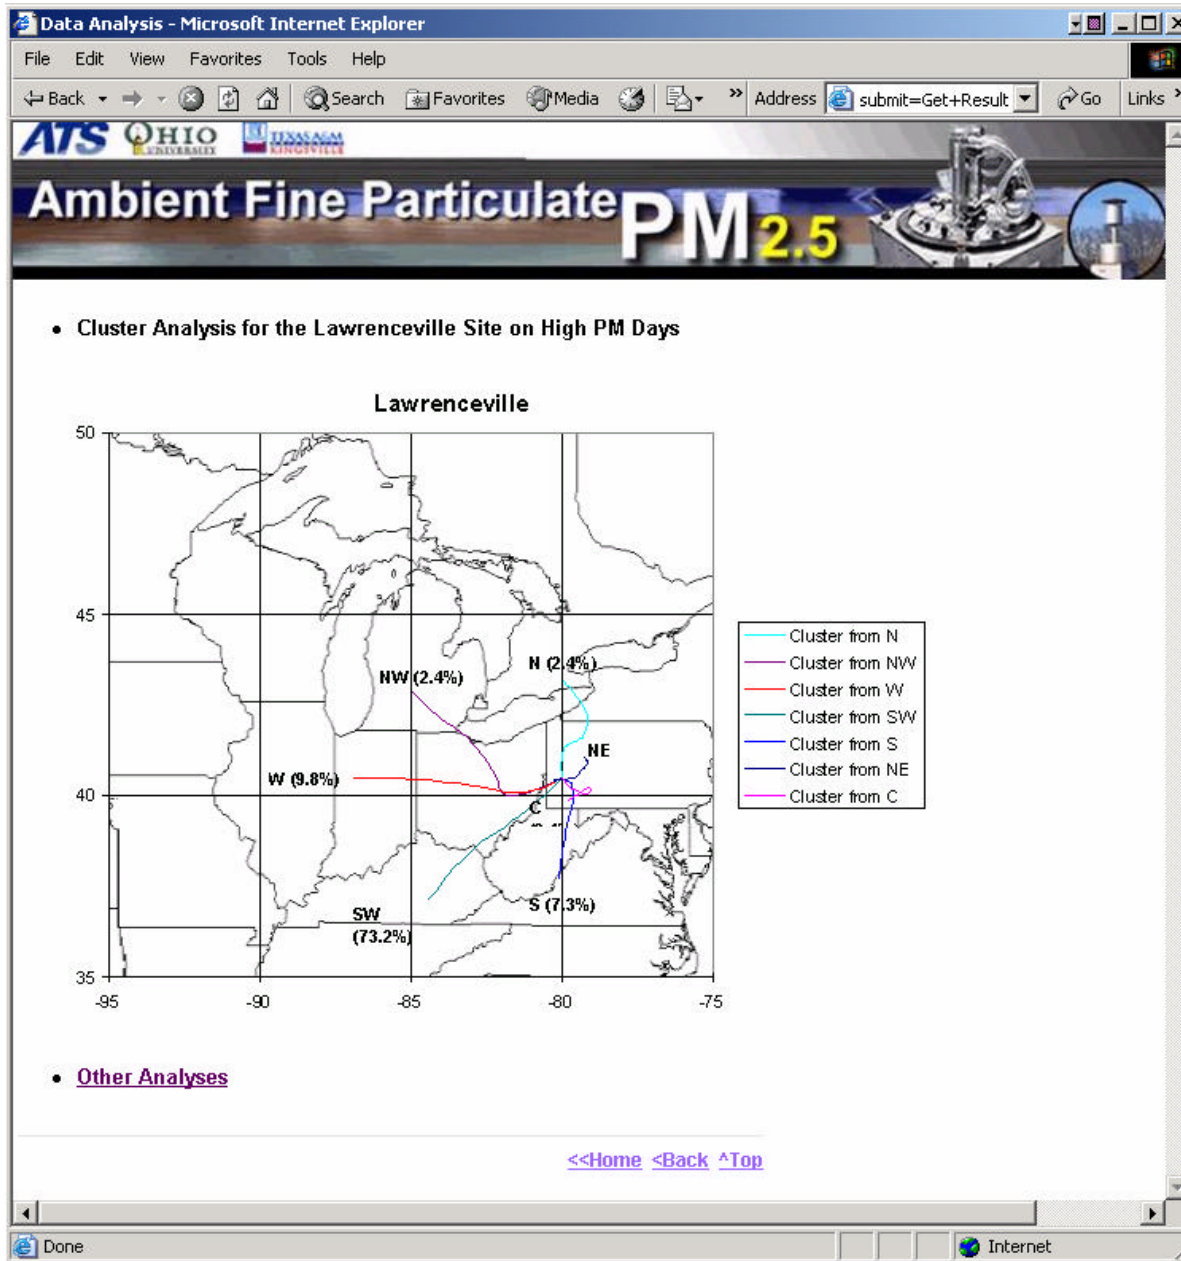 Data Analysis - Microsoft Internet Explorer
File Edit View Favorites Tools Help
Back Search Favorites Media » Address submit=Get+Result Go Links »
ATS OHIO UNIVERSITY TEXAS A&M KINGSVILLE
Ambient Fine Particulate PM2.5
• Cluster Analysis for the Lawrenceville Site on High PM Days
Lawrenceville
50
45
40
35
-95 -90 -85 -80 -75
N (2.4%)
NW (2.4%)
NE
W (9.8%)
C
S (7.3%)
SW
(73.2%)
Cluster from N
Cluster from NW
Cluster from W
Cluster from SW
Cluster from S
Cluster from NE
Cluster from C
• Other Analyses
<<Home <Back ^Top
Done Internet